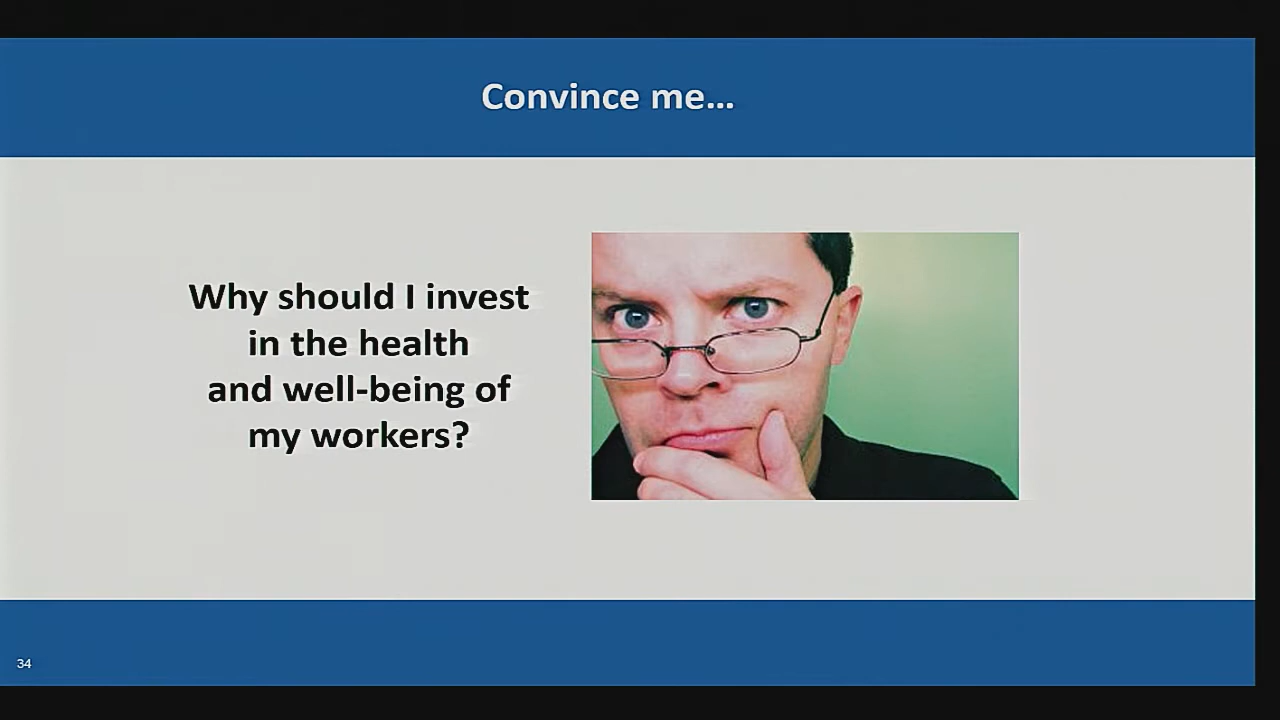 Convince me...
Why should I invest
in the health
and well-being of
my workers?
34